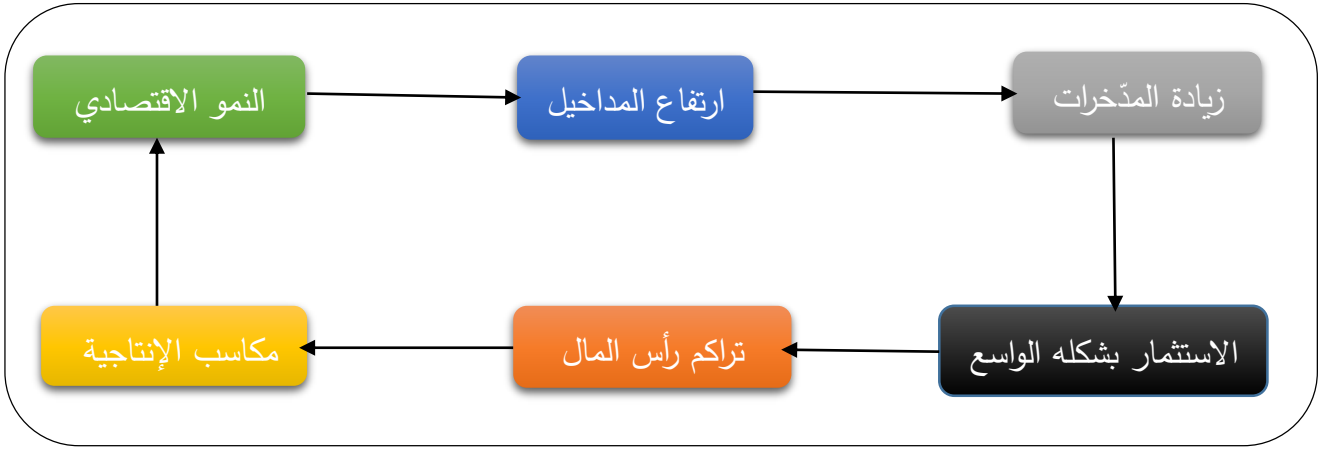 النمو الاقتصادي
ارتفاع المداخيل
زيادة المدّخرات
الاستثمار بشكله الواسع
تراكم رأس المال
مكاسب الإنتاجية